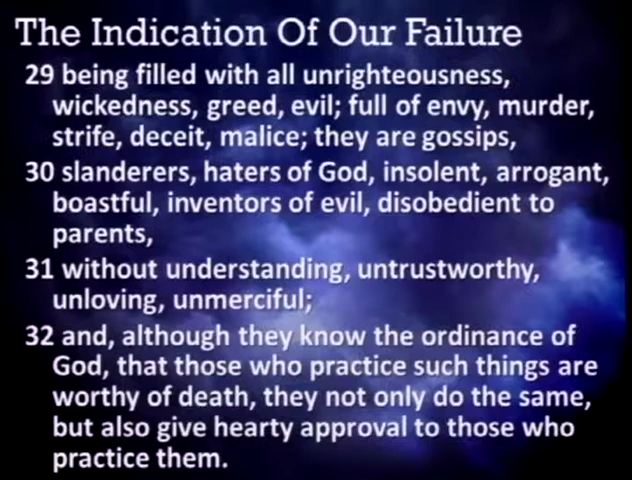 The Indication Of Our Failure
29 being filled with all unrighteousness,
wickedness, greed, evil; full of envy, murder,
strife, deceit, malice; they are gossips,
30 slanderers, haters of God, insolent, arrogant,
boastful, inventors of evil, disobedient to
parents,
31 without understanding, untrustworthy,
unloving, unmerciful;
32 and, although they know the ordinance of
God, that those who practice such things are
worthy of death, they not only do the same,
but also give hearty approval to those who
practice them.